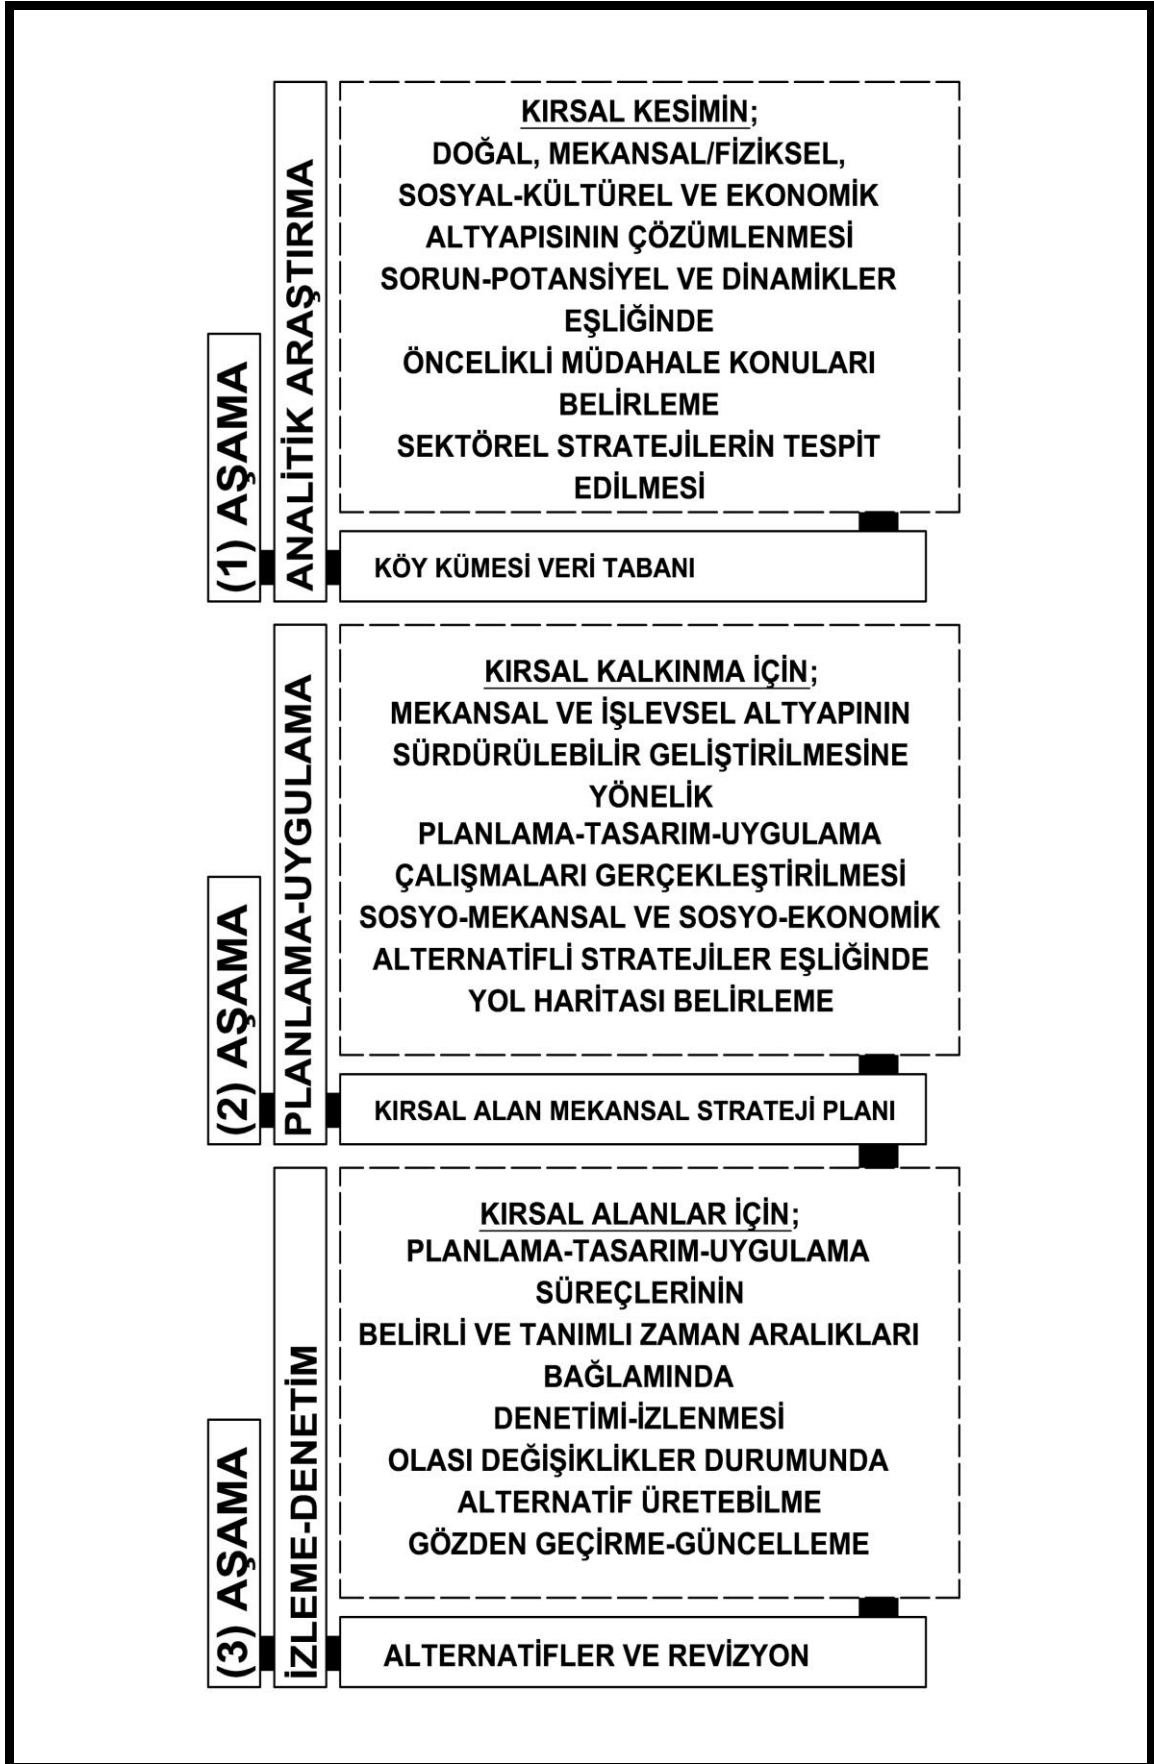 (1) AŞAMA
ANALİTİK ARAŞTIRMA
KIRSAL KESİMİN;
DOĞAL, MEKANSAL/FİZİKSEL,
SOSYAL-KÜLTÜREL VE EKONOMİK
ALTYAPISININ ÇÖZÜMLENMESİ
SORUN-POTANSİYEL VE DİNAMİKLER
EŞLİĞİNDE
ÖNCELİKLİ MÜDAHALE KONULARI
BELİRLEME
SEKTÖREL STRATEJİLERİN TESPİT
EDİLMESİ
KÖY KÜMESİ VERİ TABANI
(2) AŞAMA
PLANLAMA-UYGULAMA
KIRSAL KALKINMA İÇİN;
MEKANSAL VE İŞLEVSEL ALTYAPININ
SÜRDÜRÜLEBİLİR GELİŞTİRİLMESİNE
YÖNELİK
PLANLAMA-TASARIM-UYGULAMA
ÇALIŞMALARI GERÇEKLEŞTİRİLMESİ
SOSYO-MEKANSAL VE SOSYO-EKONOMİK
ALTERNATİFLİ STRATEJİLER EŞLİĞİNDE
YOL HARİTASI BELİRLEME
KIRSAL ALAN MEKANSAL STRATEJİ PLANI
(3) AŞAMA
İZLEME-DENETİM
KIRSAL ALANLAR İÇİN;
PLANLAMA-TASARIM-UYGULAMA
SÜREÇLERİNİN
BELİRLİ VE TANIMLI ZAMAN ARALIKLARI
BAĞLAMINDA
DENETİMİ-İZLENMESİ
OLASI DEĞİŞİKLİKLER DURUMUNDA
ALTERNATİF ÜRETEBİLME
GÖZDEN GEÇİRME-GÜNCELLEME
ALTERNATİFLER VE REVİZYON